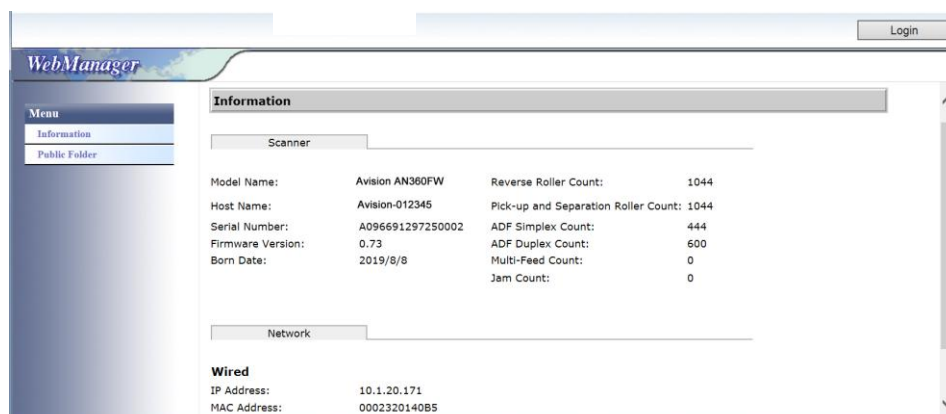 Login
WebManager
Menu
Information
Public Folder
Information
Scanner
Model Name: Avision AN360FW Reverse Roller Count: 1044
Host Name: Avision-012345 Pick-up and Separation Roller Count: 1044
Serial Number: A096691297250002 ADF Simplex Count: 444
Firmware Version: 0.73 ADF Duplex Count: 600
Born Date: 2019/8/8 Multi-Feed Count: 0
Jam Count: 0
Network
Wired
IP Address: 10.1.20.171
MAC Address: 0002320140B5